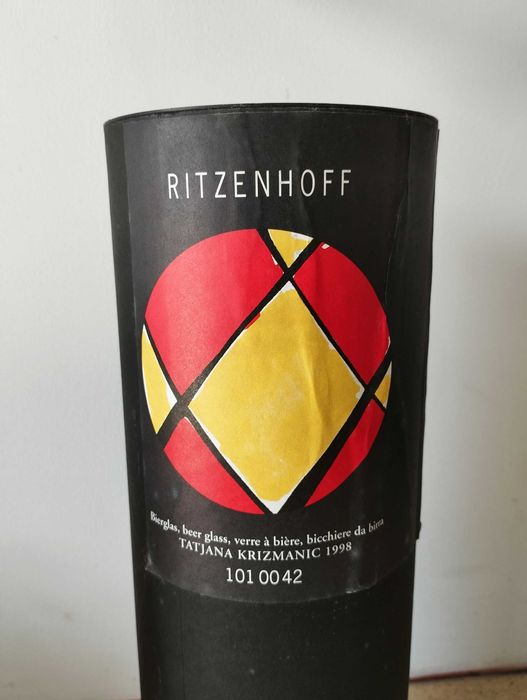 RITZENHOFF
Bierglas, beer glass, verre à bière, bicchiere da birra
TATJANA KRIZMANIC 1998
101 00 42